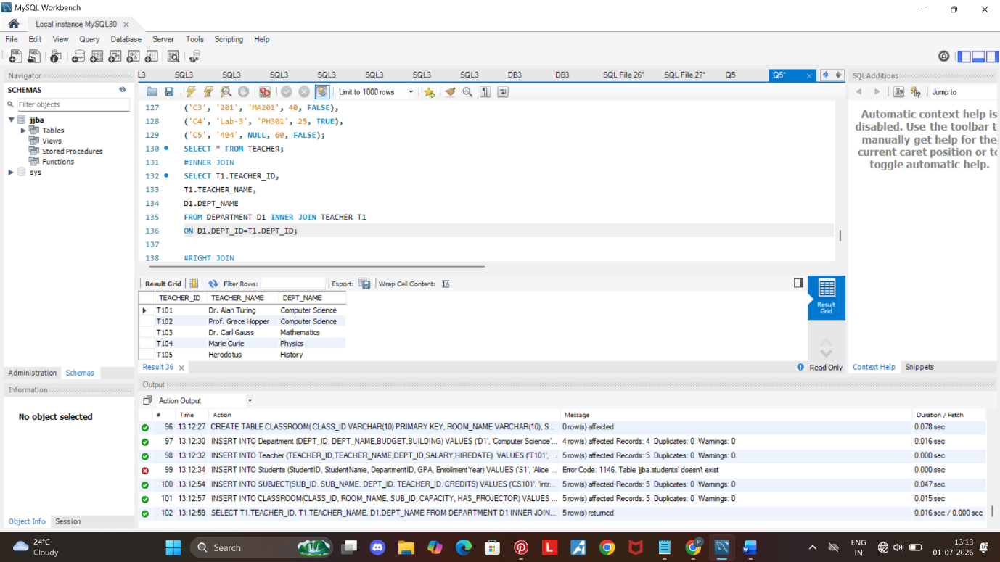 MySQL Workbench
Local instance MySQL80
File Edit View Query Database Server Tools Scripting Help
Navigator
SCHEMAS
Filter objects
jjba
Tables
Views
Stored Procedures
Functions
sys
Administration Schemas
Information
No object selected
Object Info Session
L3 SQL3 SQL3 SQL3 SQL3 SQL3 SQL3 SQL3 DB3 DB3 SQL File 26* SQL File 27* Q5 Q5*
Limit to 1000 rows
127 ('C3', '201', 'MA201', 40, FALSE),
128 ('C4', 'Lab-3', 'PH301', 25, TRUE),
129 ('C5', '404', NULL, 60, FALSE);
130 SELECT * FROM TEACHER;
131 #INNER JOIN
132 SELECT T1.TEACHER_ID,
133 T1.TEACHER_NAME,
134 D1.DEPT_NAME
135 FROM DEPARTMENT D1 INNER JOIN TEACHER T1
136 ON D1.DEPT_ID=T1.DEPT_ID;
137
138 #RIGHT JOIN
Result Grid Filter Rows: Export: Wrap Cell Content:
TEACHER_ID TEACHER_NAME DEPT_NAME
T101 Dr. Alan Turing Computer Science
T102 Prof. Grace Hopper Computer Science
T103 Dr. Carl Gauss Mathematics
T104 Marie Curie Physics
T105 Herodotus History
Result Grid
Result 36
Read Only
SQLAdditions
Jump to
Automatic context help is
disabled. Use the toolbar t
manually get help for the
current caret position or to
toggle automatic help.
Context Help Snippets
Output
Action Output
# Time Action Message Duration / Fetch
96 13:12:27 CREATE TABLE CLASSROOM( CLASS_ID VARCHAR(10) PRIMARY KEY, ROOM_NAME VARCHAR(10), S... 0 row(s) affected 0.078 sec
97 13:12:30 INSERT INTO Department (DEPT_ID, DEPT_NAME,BUDGET,BUILDING) VALUES ('D1', 'Computer Science'... 4 row(s) affected Records: 4 Duplicates: 0 Warnings: 0 0.016 sec
98 13:12:32 INSERT INTO Teacher (TEACHER_ID,TEACHER_NAME,DEPT_ID,SALARY,HIREDATE) VALUES ('T101', ... 5 row(s) affected Records: 5 Duplicates: 0 Warnings: 0 0.000 sec
99 13:12:34 INSERT INTO Students (StudentID, StudentName, DepartmentID, GPA, EnrollmentYear) VALUES ('S1', 'Alice ... Error Code: 1146. Table 'jjba.students' doesn't exist 0.000 sec
100 13:12:54 INSERT INTO SUBJECT(SUB_ID, SUB_NAME, DEPT_ID, TEACHER_ID, CREDITS) VALUES ('CS101', 'Intr... 5 row(s) affected Records: 5 Duplicates: 0 Warnings: 0 0.047 sec
101 13:12:57 INSERT INTO CLASSROOM(CLASS_ID, ROOM_NAME, SUB_ID, CAPACITY, HAS_PROJECTOR) VALUES ... 5 row(s) affected Records: 5 Duplicates: 0 Warnings: 0 0.015 sec
102 13:12:59 SELECT T1.TEACHER_ID, T1.TEACHER_NAME, D1.DEPT_NAME FROM DEPARTMENT D1 INNER JOIN... 5 row(s) returned 0.016 sec / 0.000 sec
24°C
Cloudy
Search
ENG
IN
13:13
01-07-2026